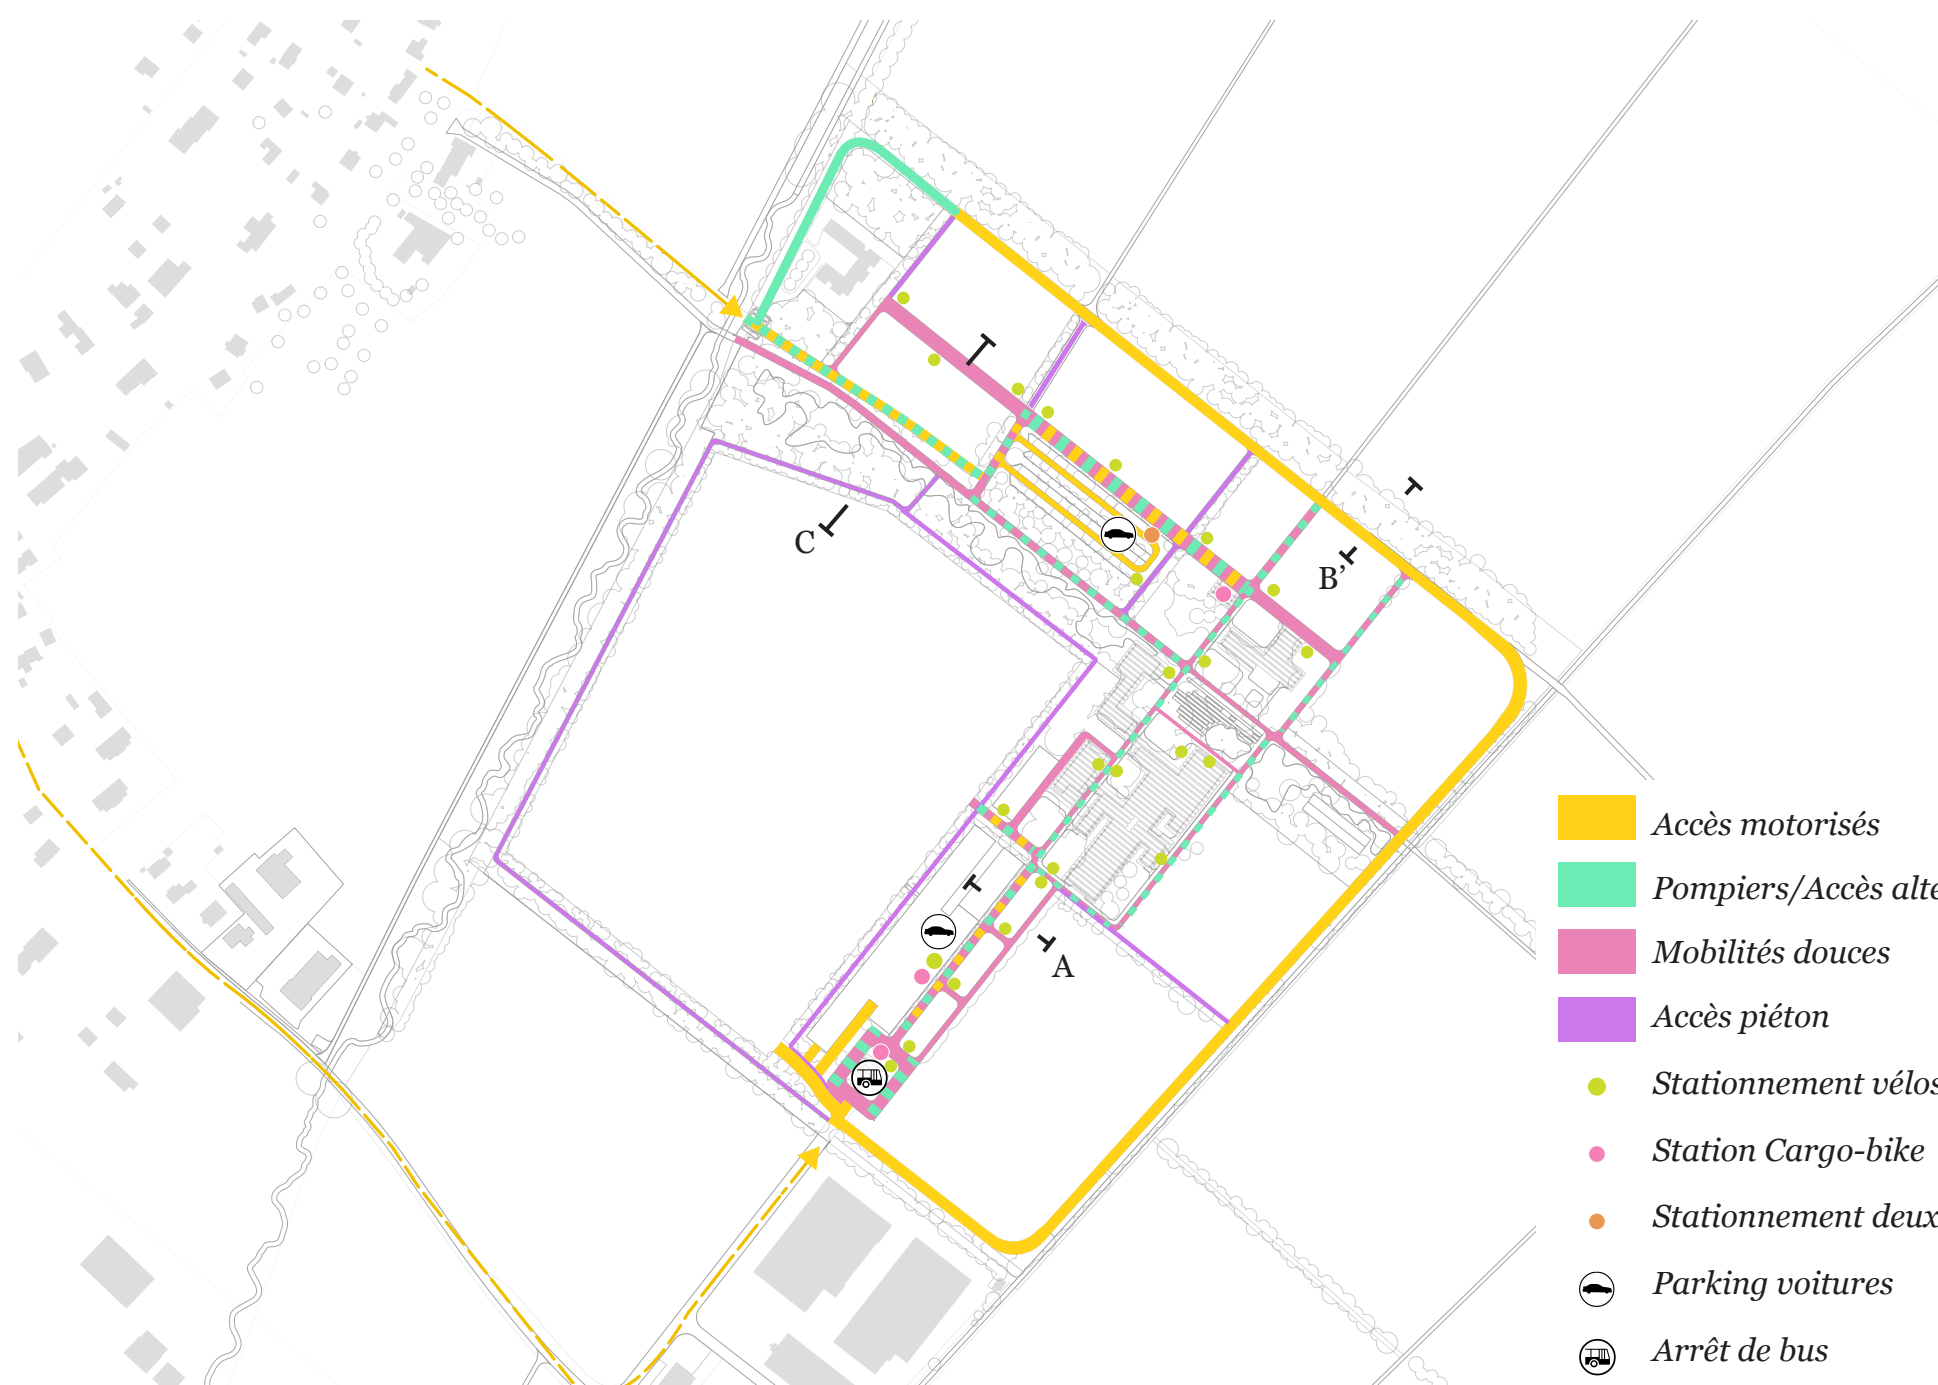 C
B’
A
Accès motorisés
Pompiers/Accès
Mobilités douces
Accès piéton
Stationnement vélos
Station Cargo-bike
Stationnement deux
Parking voitures
Arrêt de bus